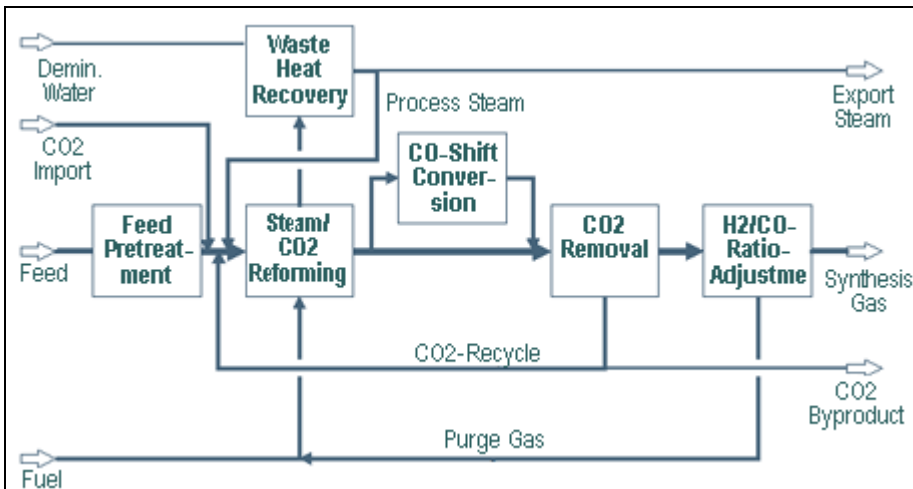 Demin.
Water
Waste
Heat
Recovery
Process Steam
Export
Steam
CO2
Import
CO-Shift
Conver-
sion
Feed
Feed
Pretreat-
ment
Steam/
CO2
Reforming
CO2
Removal
H2/CO-
Ratio-
Adjustme
Synthesis
Gas
CO2-Recycle
CO2
Byproduct
Purge Gas
Fuel